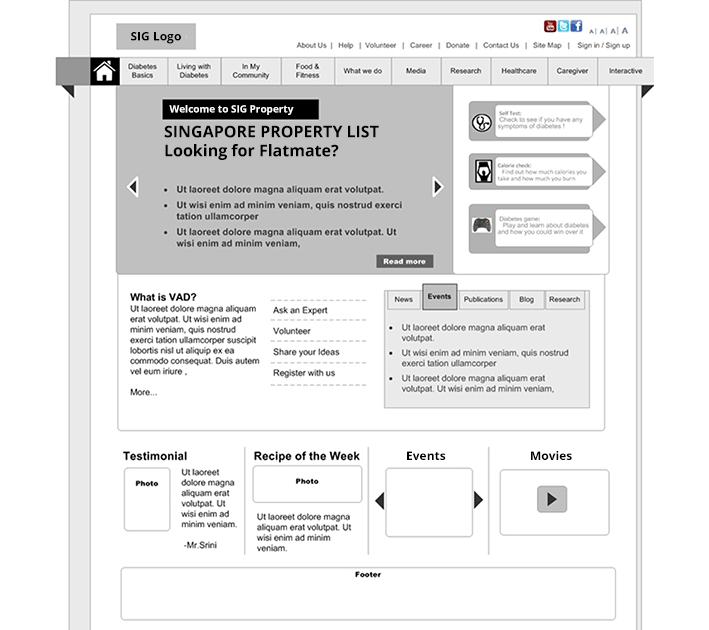 SIG Logo
You Tube
A | A | A | A
About Us | Help | Volunteer | Career | Donate | Contact Us | Site Map | Sign in / Sign up
Diabetes
Basics
Living with
Diabetes
In My
Community
Food &
Fitness
What we do
Media
Research
Healthcare
Caregiver
Interactive
Welcome to SIG Property
SINGAPORE PROPERTY LIST
Looking for Flatmate?
• Ut laoreet dolore magna aliquam erat volutpat.
• Ut wisi enim ad minim veniam, quis nostrud exerci
tation ullamcorper
• Ut laoreet dolore magna aliquam erat volutpat. Ut
wisi enim ad minim veniam,
Read more
Self Test:
Check to see if you have any
symptoms of diabetes !
Calorie check:
Find out how much calories you
take and how much you burn
Diabetes game:
Play and learn about diabetes
and how you could win over it
What is VAD?
Ut laoreet dolore magna aliquam
erat volutpat. Ut wisi enim ad
minim veniam, quis nostrud
exerci tation ullamcorper suscipit
lobortis nisl ut aliquip ex ea
commodo consequat. Duis autem
vel eum iriure ,
More...
Ask an Expert
Volunteer
Share your Ideas
Register with us
News
Events
Publications
Blog
Research
• Ut laoreet dolore magna aliquam erat
volutpat.
• Ut wisi enim ad minim veniam, quis nostrud
exerci tation ullamcorper
• Ut laoreet dolore magna aliquam erat
volutpat. Ut wisi enim ad minim veniam,
Testimonial
Photo
Ut laoreet
dolore magna
aliquam erat
volutpat. Ut
wisi enim ad
minim veniam.
-Mr.Srini
Recipe of the Week
Photo
Ut laoreet dolore magna
aliquam erat volutpat. Ut
wisi enim ad minim
veniam.
Events
Movies
Footer